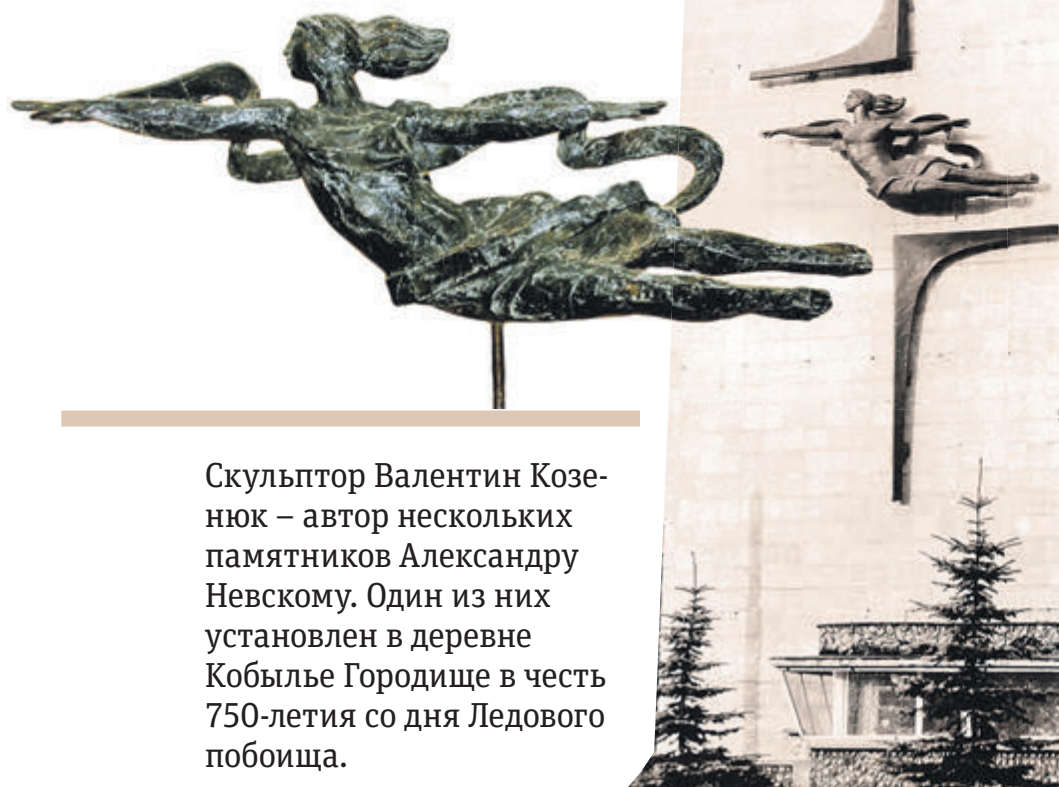 Скульптор Валентин Козе-
нюк – автор нескольких
памятников Александру
Невскому. Один из них
установлен в деревне
Кобылье Городище в честь
750-летия со дня Ледового
побоища.